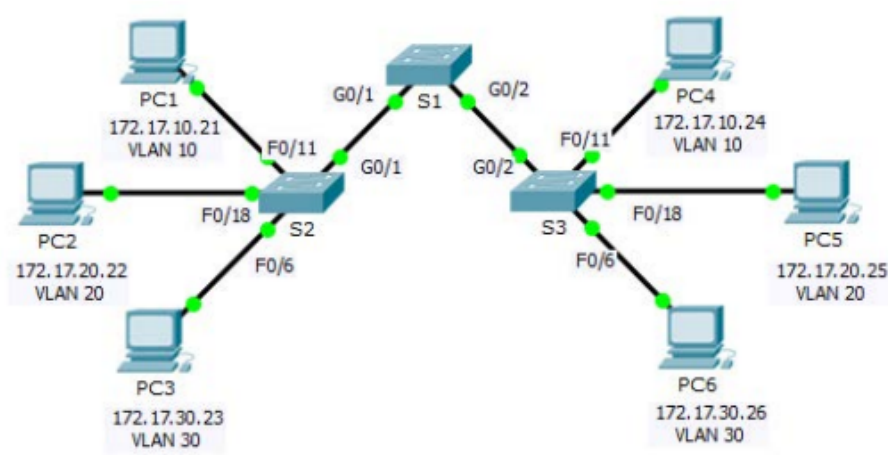 PC1
172.17.10.21
VLAN 10
G0/1
S1
G0/2
PC4
172.17.10.24
VLAN 10
F0/11
G0/1
G0/2
F0/11
PC2
172.17.20.22
VLAN 20
F0/18
S2
F0/6
S3
F0/18
F0/6
PC5
172.17.20.25
VLAN 20
PC3
172.17.30.23
VLAN 30
PC6
172.17.30.26
VLAN 30